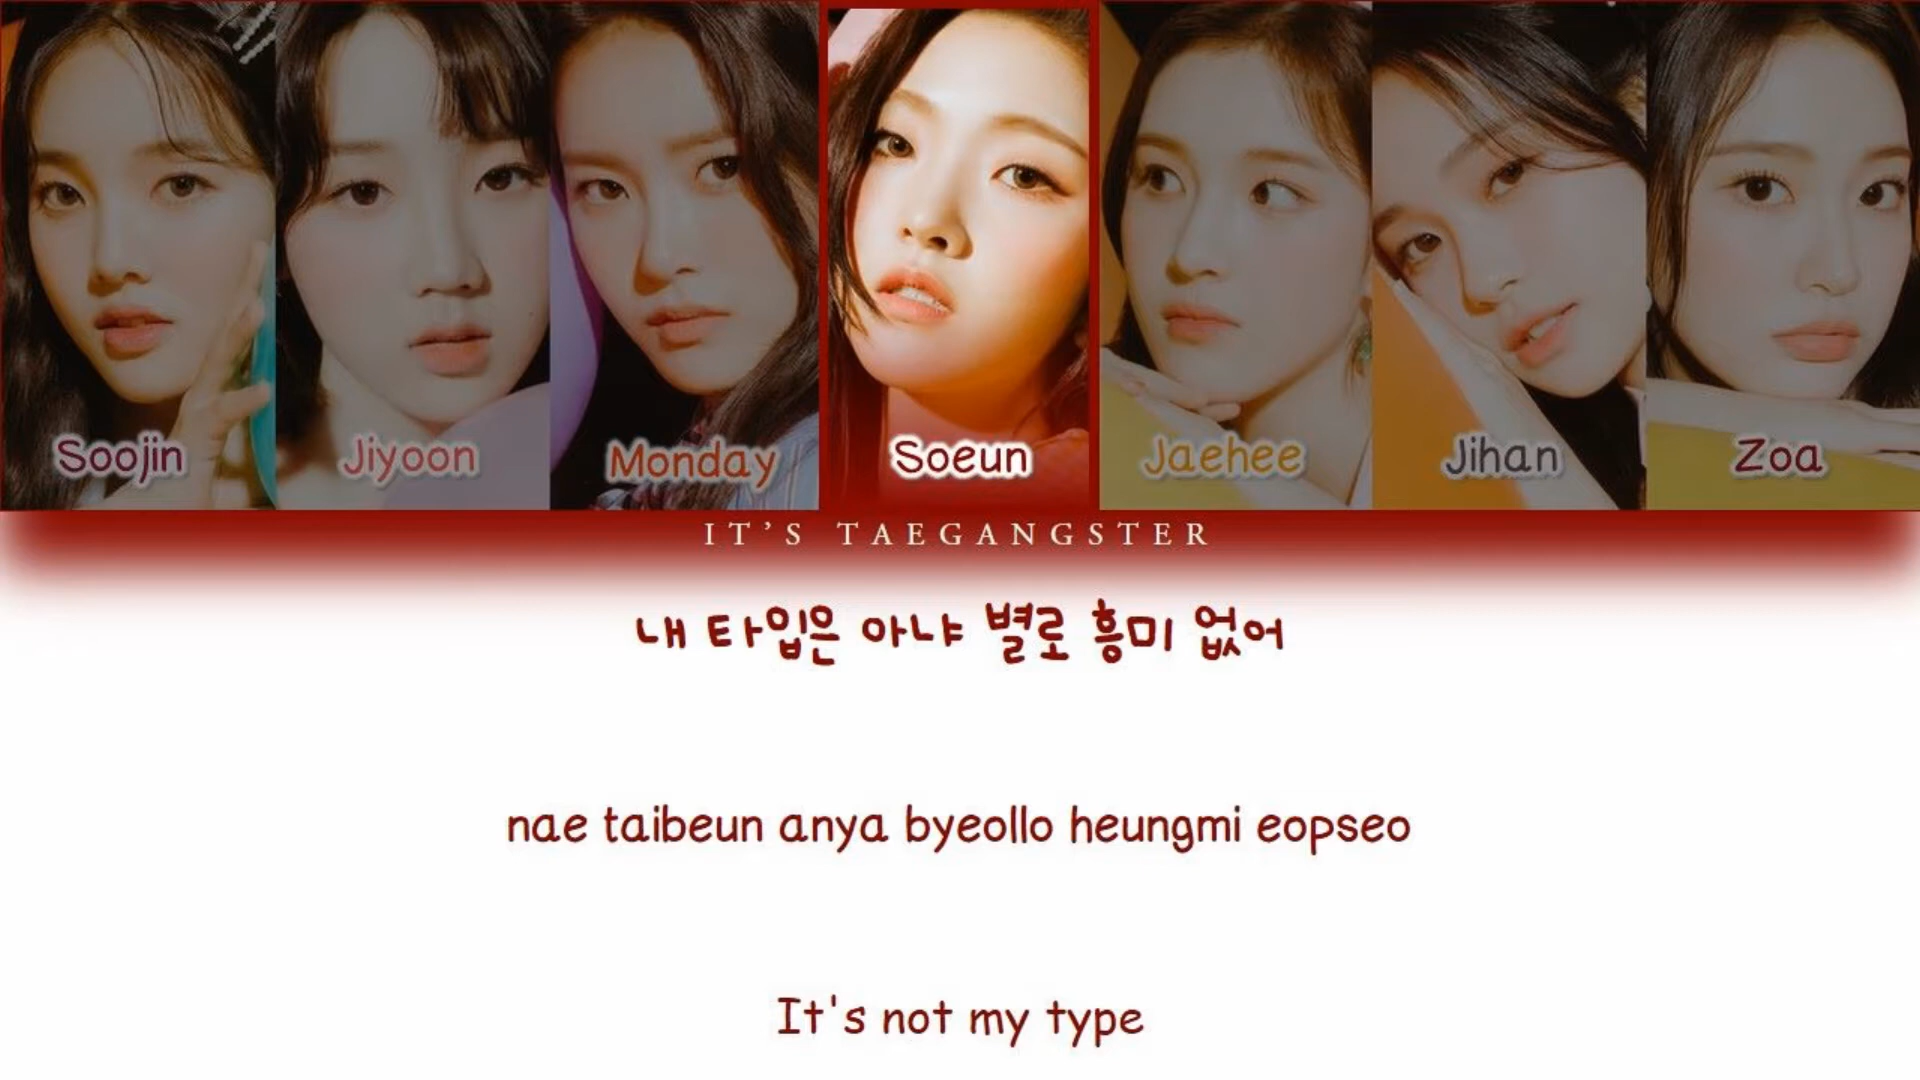 Soojin Jiyoon Monday Soeun Jaehee Jihan Zoa
IT'S TAEGANGSTER
내 타입은 아냐 별로 흥미 없어
nae taibeun anya byeollo heungmi eopseo
It's not my type